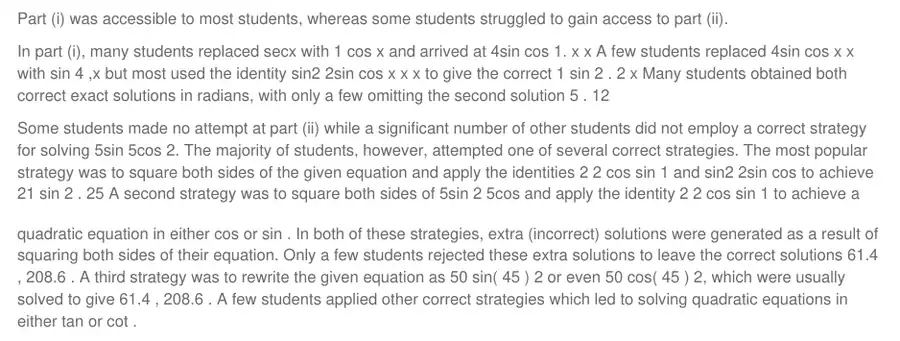 Part (i) was accessible to most students, whereas some students struggled to gain access to part (ii).
In part (i), many students replaced secx with 1 cos x and arrived at 4sin cos 1. x x A few students replaced 4sin cos x x
with sin 4 ,x but most used the identity sin2 2sin cos x x x to give the correct 1 sin 2 . 2 x Many students obtained both
correct exact solutions in radians, with only a few omitting the second solution 5 . 12
Some students made no attempt at part (ii) while a significant number of other students did not employ a correct strategy
for solving 5sin 5cos 2. The majority of students, however, attempted one of several correct strategies. The most popular
strategy was to square both sides of the given equation and apply the identities 2 2 cos sin 1 and sin2 2sin cos to achieve
21 sin 2 . 25 A second strategy was to square both sides of 5sin 2 5cos and apply the identity 2 2 cos sin 1 to achieve a
quadratic equation in either cos or sin . In both of these strategies, extra (incorrect) solutions were generated as a result of
squaring both sides of their equation. Only a few students rejected these extra solutions to leave the correct solutions 61.4
, 208.6 . A third strategy was to rewrite the given equation as 50 sin( 45 ) 2 or even 50 cos( 45 ) 2, which were usually
solved to give 61.4 , 208.6 . A few students applied other correct strategies which led to solving quadratic equations in
either tan or cot .